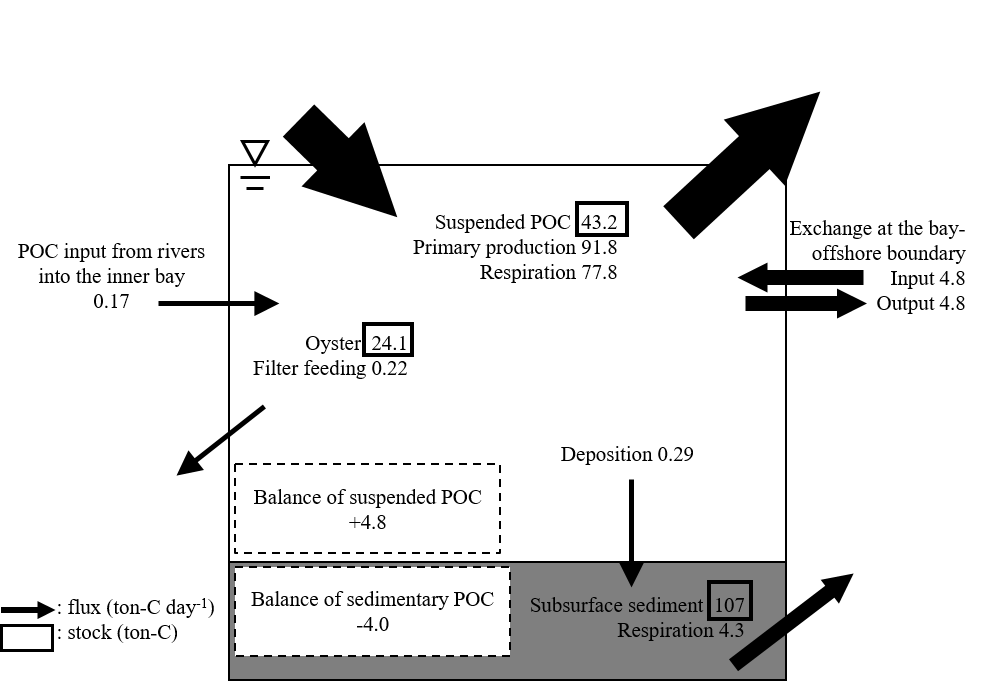 Suspended POC 43.2
Primary production 91.8
Respiration 77.8
POC input from rivers
into the inner bay
0.17
Exchange at the bay-
offshore boundary
Input 4.8
Output 4.8
Oyster 24.1
Filter feeding 0.22
Deposition 0.29
Balance of suspended POC
+4.8
Balance of sedimentary POC
-4.0
Subsurface sediment 107
Respiration 4.3
: flux (ton-C day⁻¹)
: stock (ton-C)